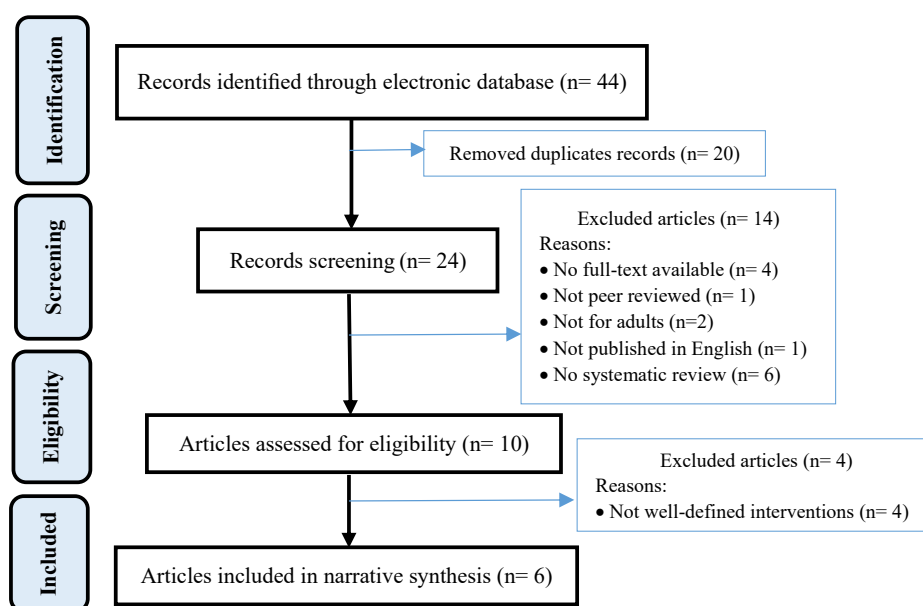 Identification
Records identified through electronic database (n= 44)
Removed duplicates records (n= 20)
Screening
Records screening (n= 24)
Excluded articles (n= 14)
Reasons:
• No full-text available (n= 4)
• Not peer reviewed (n= 1)
• Not for adults (n=2)
• Not published in English (n= 1)
• No systematic review (n= 6)
Eligibility
Articles assessed for eligibility (n= 10)
Excluded articles (n= 4)
Reasons:
• Not well-defined interventions (n= 4)
Included
Articles included in narrative synthesis (n= 6)